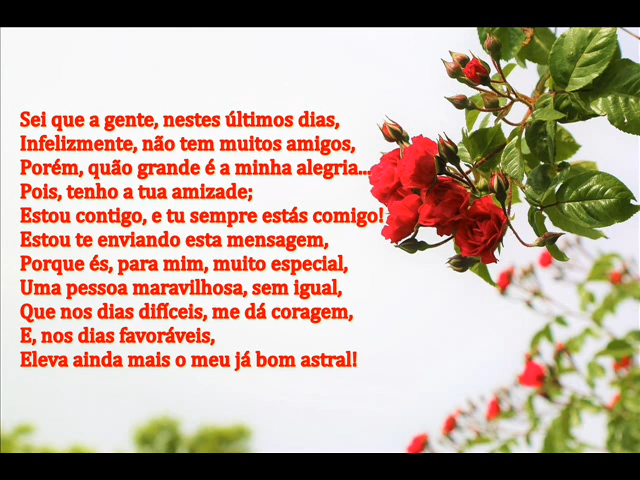 Sei que a gente, nestes últimos dias,
Infelizmente, não tem muitos amigos,
Porém, quão grande é a minha alegria...
Pois, tenho a tua amizade;
Estou contigo, e tu sempre estás comigo!
Estou te enviando esta mensagem,
Porque és, para mim, muito especial,
Uma pessoa maravilhosa, sem igual,
Que nos dias difíceis, me dá coragem,
E, nos dias favoráveis,
Eleva ainda mais o meu já bom astral!